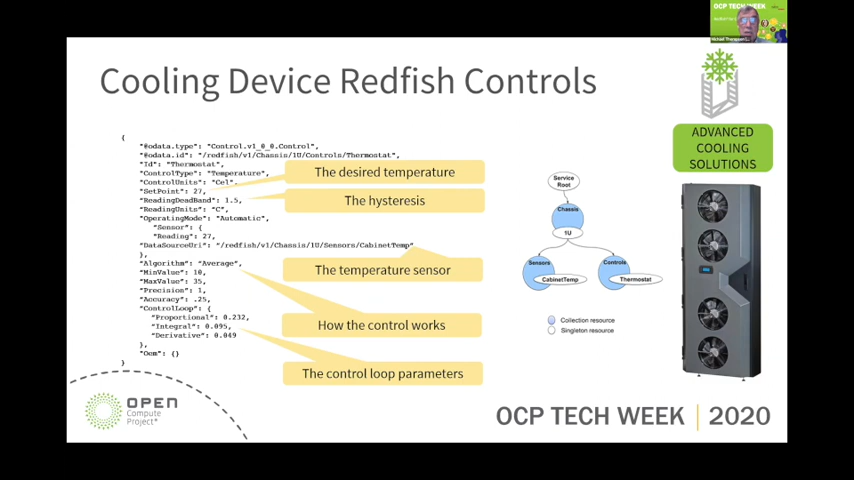 OCP TECH WEEK
Cooling Device Redfish Controls
ADVANCED
COOLING
SOLUTIONS
{
"@odata.type": "Control.v1_0_0.Control",
"@odata.id": "/redfish/v1/Chassis/1U/Controls/Thermostat",
"Id": "Thermostat",
"ControlType": "Temperature",
"ControlUnits": "Cel",
"SetPoint": 27,
"ReadingDeadBand": 1.5,
"ReadingUnits": "C",
"OperatingMode": "Automatic",
"Sensor": {
"Reading": 27,
"DataSourceUri": "/redfish/v1/Chassis/1U/Sensors/CabinetTemp"
},
"Algorithm": "Average",
"MinValue": 10,
"MaxValue": 35,
"Precision": 1,
"Accuracy": .25,
"ControlLoop": {
"Proportional": 0.232,
"Integral": 0.095,
"Derivative": 0.049
},
"Oem": {}
}
The desired temperature
The hysteresis
The temperature sensor
How the control works
The control loop parameters
Service
Root
Chassis
1U
Sensors
CabinetTemp
Controls
Thermostat
Collection resource
Singleton resource
OPEN
Compute
Project
OCP TECH WEEK | 2020